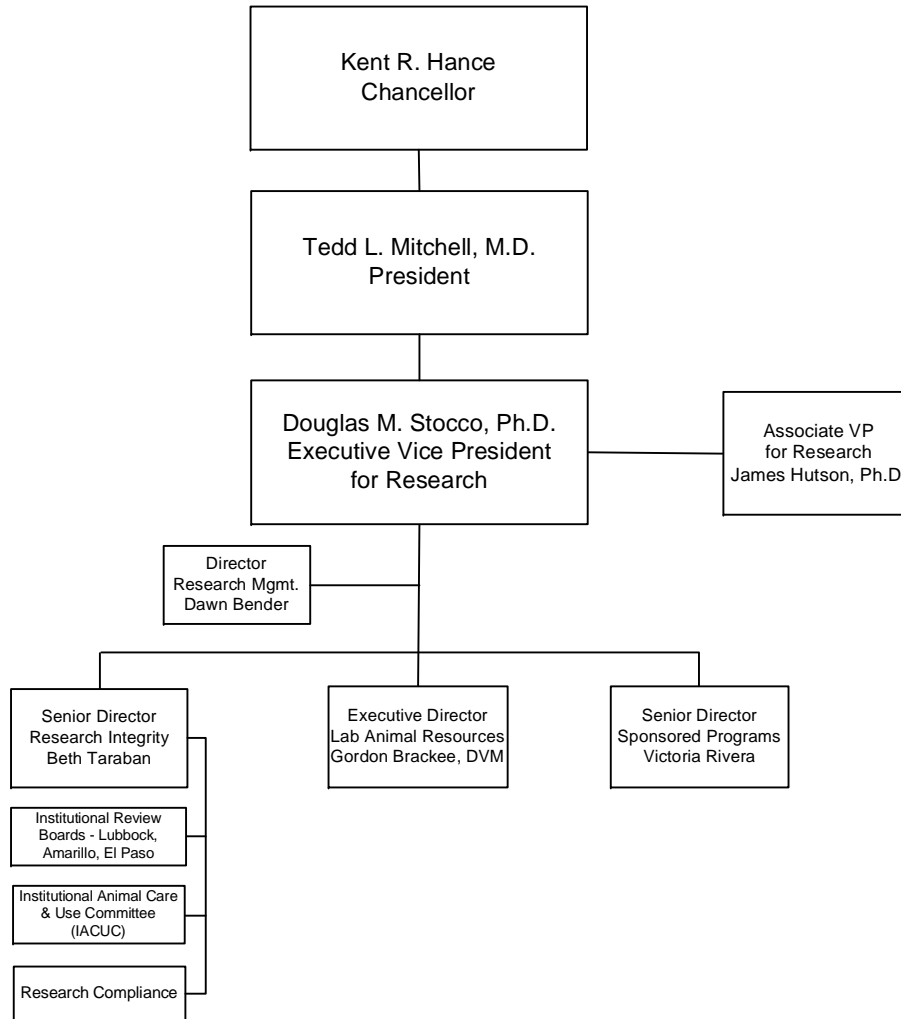 Kent R. Hance
Chancellor
Tedd L. Mitchell, M.D.
President
Douglas M. Stocco, Ph.D.
Executive Vice President
for Research
Associate VP
for Research
James Hutson, Ph.D
Director
Research Mgmt.
Dawn Bender
Senior Director
Research Integrity
Beth Taraban
Executive Director
Lab Animal Resources
Gordon Brackee, DVM
Senior Director
Sponsored Programs
Victoria Rivera
Institutional Review
Boards - Lubbock,
Amarillo, El Paso
Institutional Animal Care
& Use Committee
(IACUC)
Research Compliance